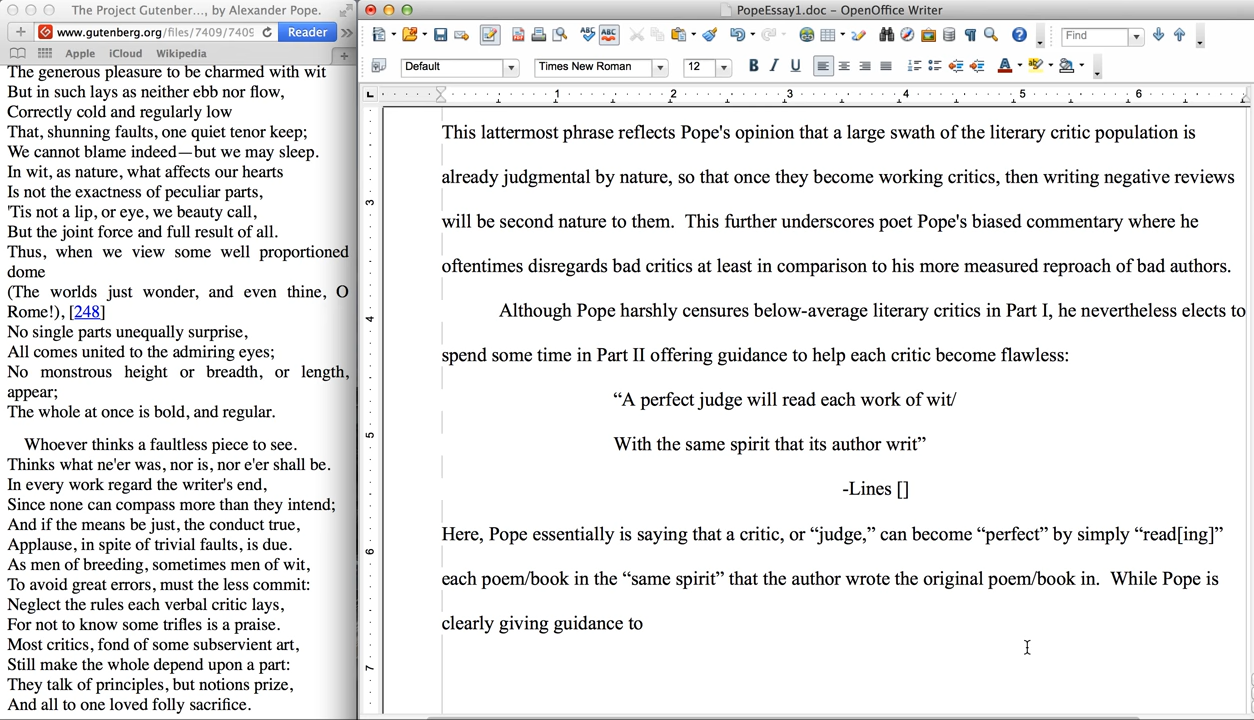 The Project Gutenber..., by Alexander Pope.
www.gutenberg.org/files/7409/7409
Reader
Apple iCloud Wikipedia
The generous pleasure to be charmed with wit
But in such lays as neither ebb nor flow,
Correctly cold and regularly low
That, shunning faults, one quiet tenor keep;
We cannot blame indeed—but we may sleep.
In wit, as nature, what affects our hearts
Is not the exactness of peculiar parts,
'Tis not a lip, or eye, we beauty call,
But the joint force and full result of all.
Thus, when we view some well proportioned
dome
(The worlds just wonder, and even thine, O
Rome!), [248]
No single parts unequally surprise,
All comes united to the admiring eyes;
No monstrous height or breadth, or length,
appear;
The whole at once is bold, and regular.
Whoever thinks a faultless piece to see.
Thinks what ne'er was, nor is, nor e'er shall be.
In every work regard the writer's end,
Since none can compass more than they intend;
And if the means be just, the conduct true,
Applause, in spite of trivial faults, is due.
As men of breeding, sometimes men of wit,
To avoid great errors, must the less commit:
Neglect the rules each verbal critic lays,
For not to know some trifles is a praise.
Most critics, fond of some subservient art,
Still make the whole depend upon a part:
They talk of principles, but notions prize,
And all to one loved folly sacrifice.
PopeEssay1.doc - OpenOffice Writer
Find
Default Times New Roman 12 B I U
1 2 3 4 5 6
3
4
5
6
7
This lattermost phrase reflects Pope's opinion that a large swath of the literary critic population is
already judgmental by nature, so that once they become working critics, then writing negative reviews
will be second nature to them. This further underscores poet Pope's biased commentary where he
oftentimes disregards bad critics at least in comparison to his more measured reproach of bad authors.
Although Pope harshly censures below-average literary critics in Part I, he nevertheless elects to
spend some time in Part II offering guidance to help each critic become flawless:
“A perfect judge will read each work of wit/
With the same spirit that its author writ”
-Lines []
Here, Pope essentially is saying that a critic, or “judge,” can become “perfect” by simply “read[ing]”
each poem/book in the “same spirit” that the author wrote the original poem/book in. While Pope is
clearly giving guidance to